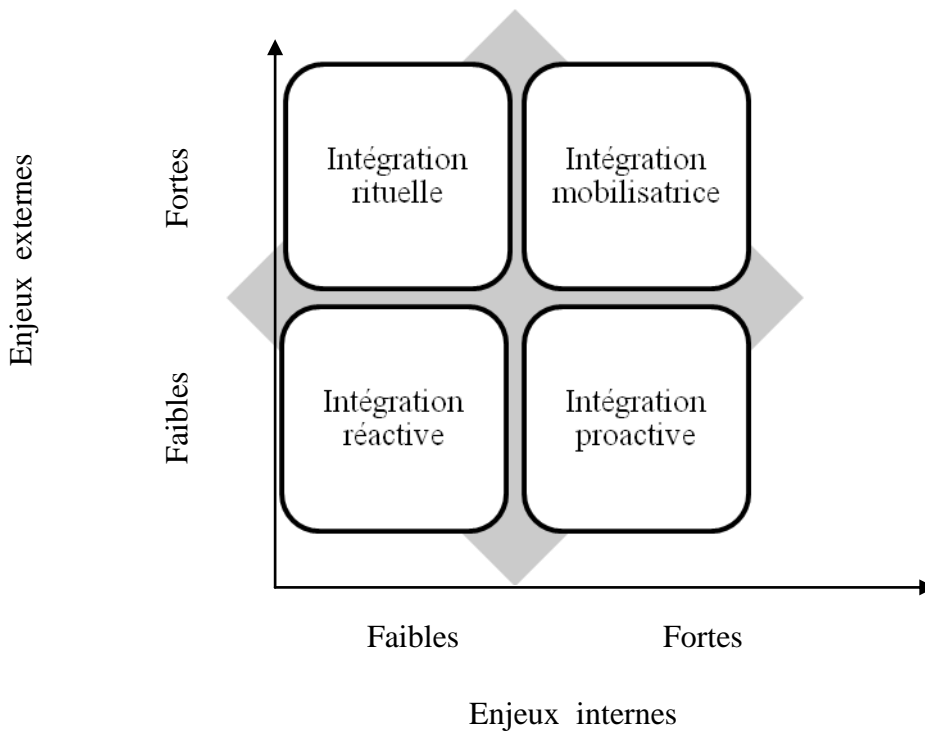 Enjeux externes
Fortes
Faibles
Intégration
rituelle
Intégration
mobilisatrice
Intégration
réactive
Intégration
proactive
Faibles
Fortes
Enjeux internes